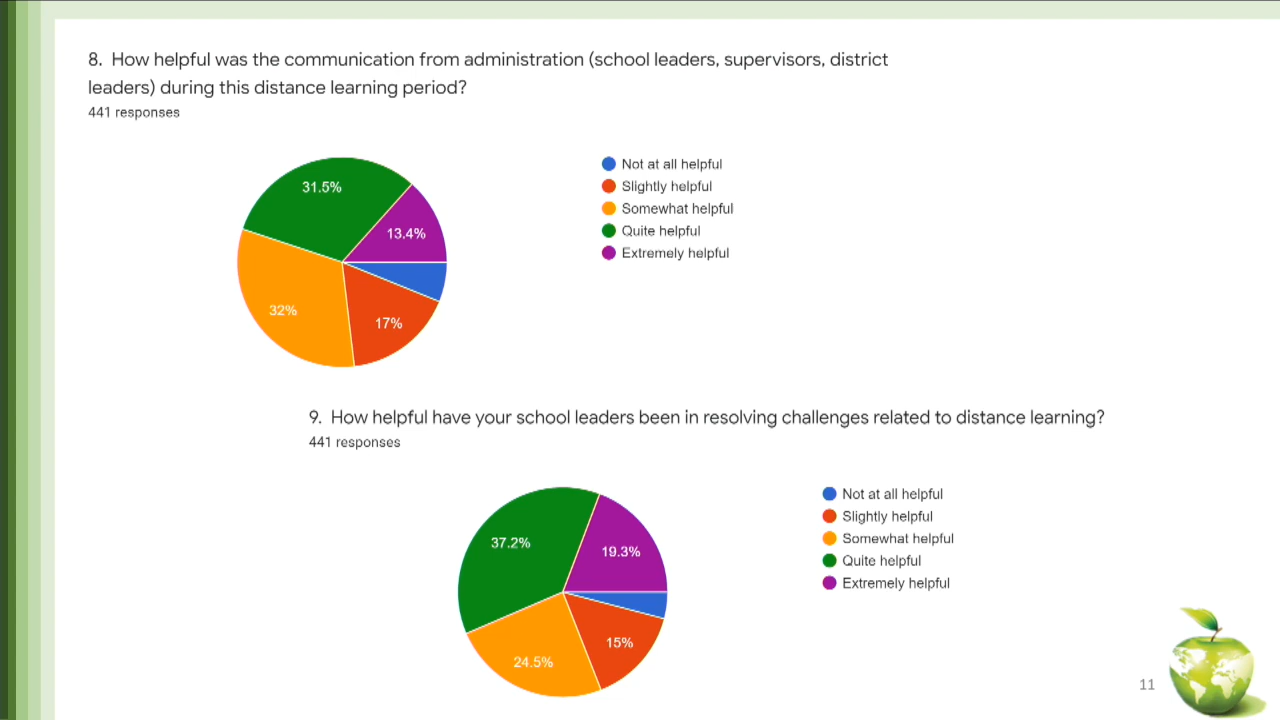 8. How helpful was the communication from administration (school leaders, supervisors, district
leaders) during this distance learning period?
441 responses
31.5%
13.4%
32%
17%
Not at all helpful
Slightly helpful
Somewhat helpful
Quite helpful
Extremely helpful
9. How helpful have your school leaders been in resolving challenges related to distance learning?
441 responses
37.2%
19.3%
15%
24.5%
Not at all helpful
Slightly helpful
Somewhat helpful
Quite helpful
Extremely helpful
11